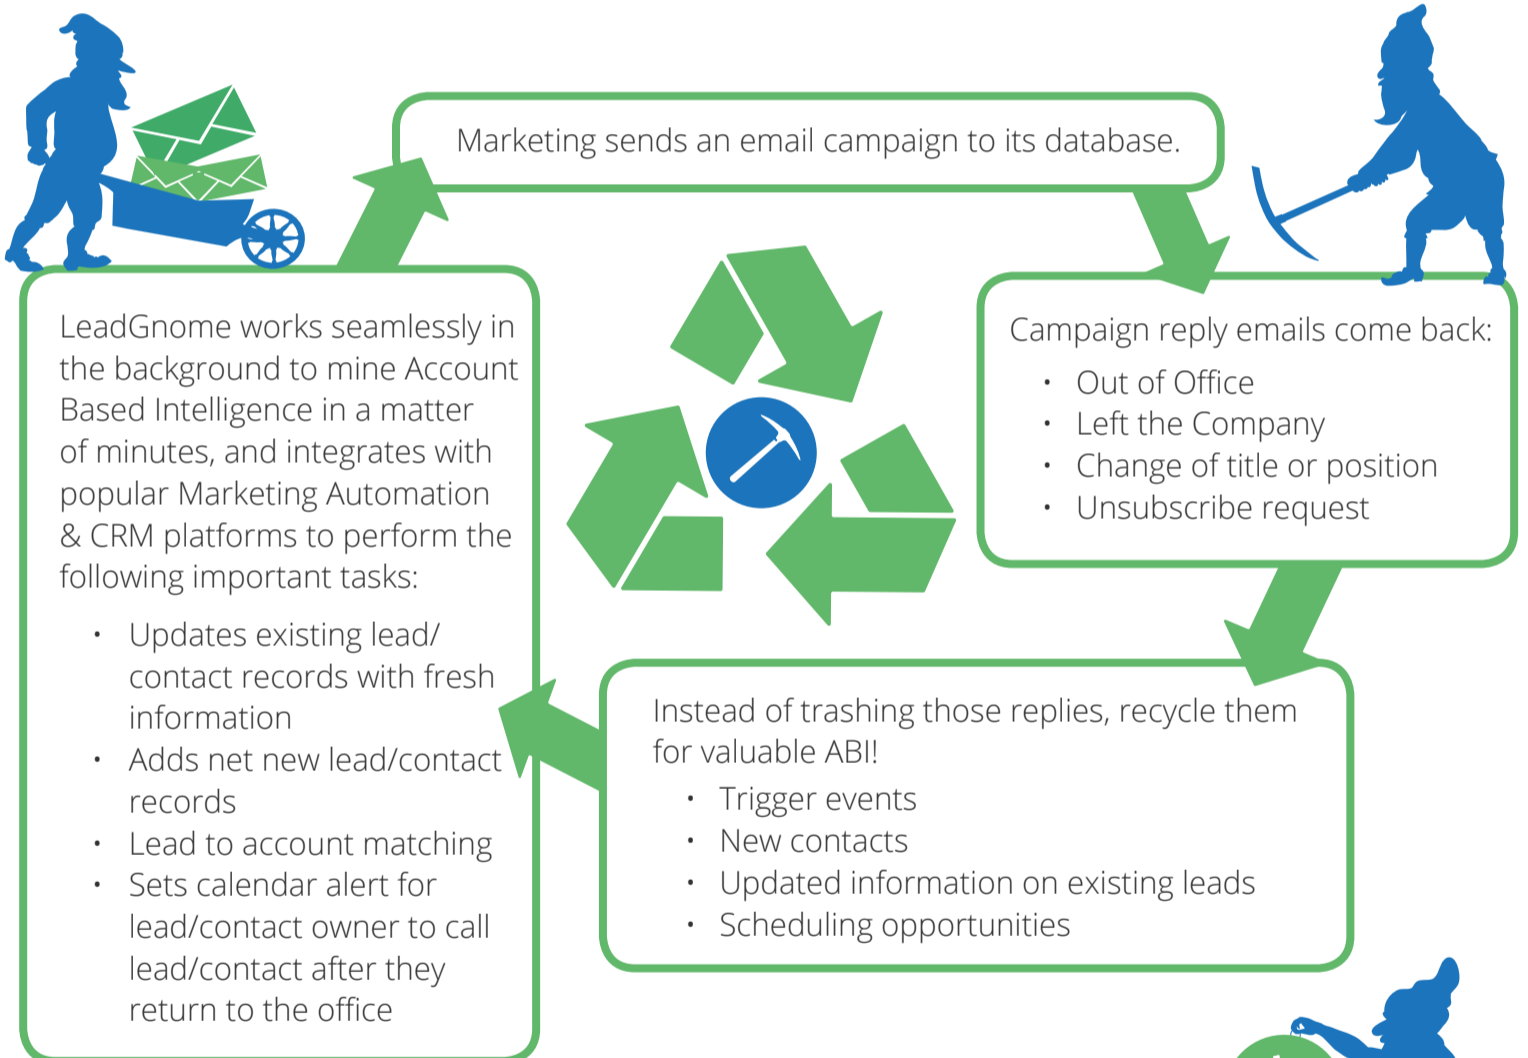 Marketing sends an email campaign to its database.
Campaign reply emails come back:
• Out of Office
• Left the Company
• Change of title or position
• Unsubscribe request
Instead of trashing those replies, recycle them
for valuable ABI!
• Trigger events
• New contacts
• Updated information on existing leads
• Scheduling opportunities
LeadGnome works seamlessly in
the background to mine Account
Based Intelligence in a matter
of minutes, and integrates with
popular Marketing Automation
& CRM platforms to perform the
following important tasks:
• Updates existing lead/
contact records with fresh
information
• Adds net new lead/contact
records
• Lead to account matching
• Sets calendar alert for
lead/contact owner to call
lead/contact after they
return to the office